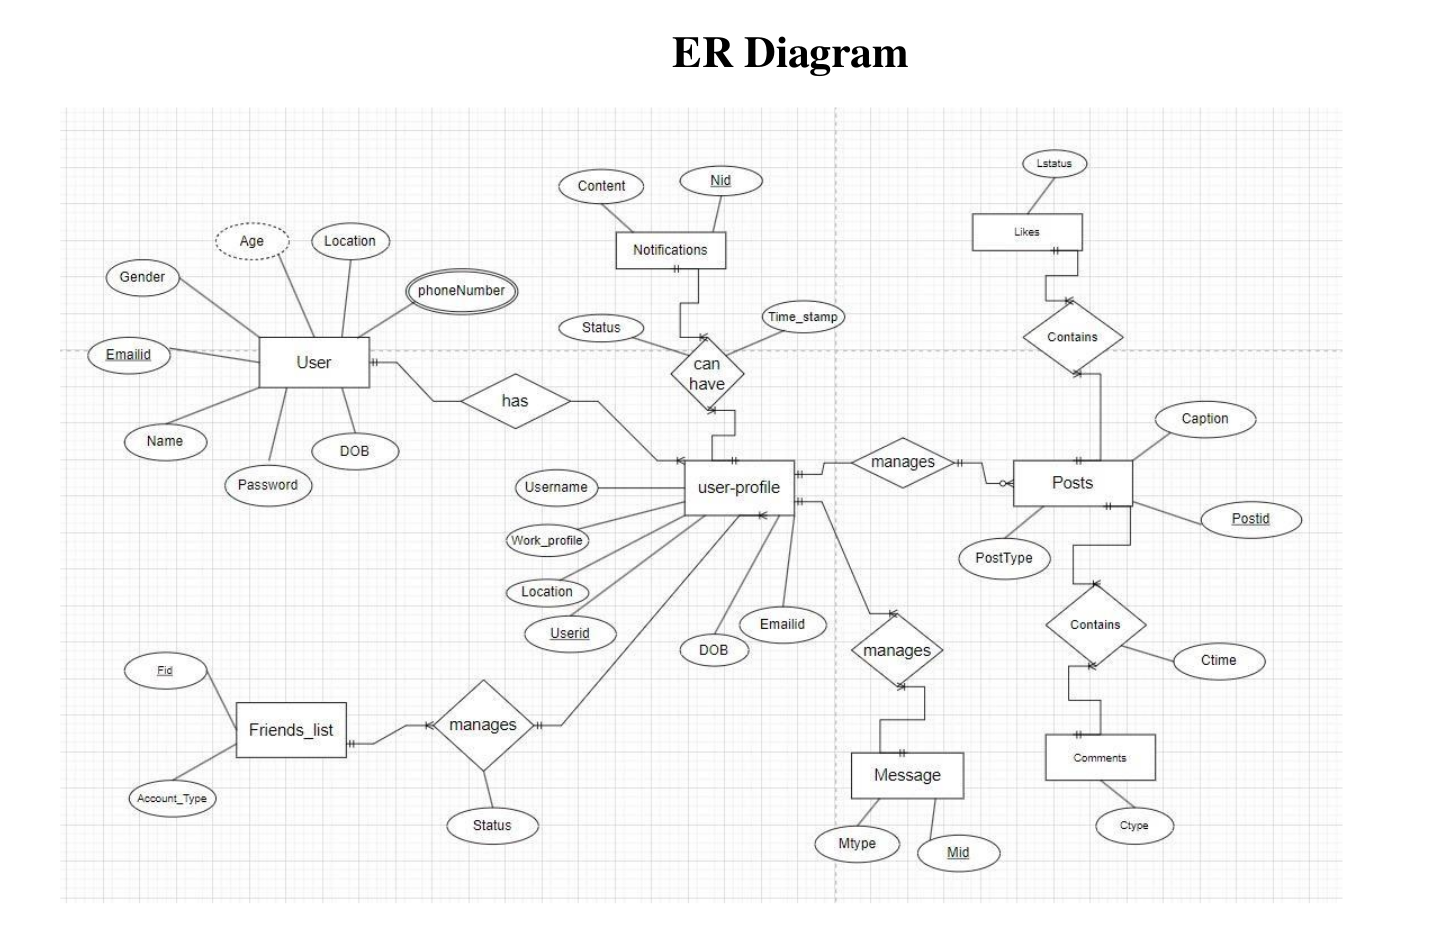 ER Diagram
Lstatus
Content
Nid
Likes
Age
Location
Notifications
Gender
phoneNumber
Status
Time_stamp
Contains
Emailid
User
can
have
has
Caption
Name
DOB
manages
Password
Username
user-profile
Posts
Postid
Work_profile
PostType
Location
Userid
Emailid
Contains
DOB
manages
Ctime
Fid
Friends_list
manages
Comments
Message
Account_Type
Status
Ctype
Mtype
Mid